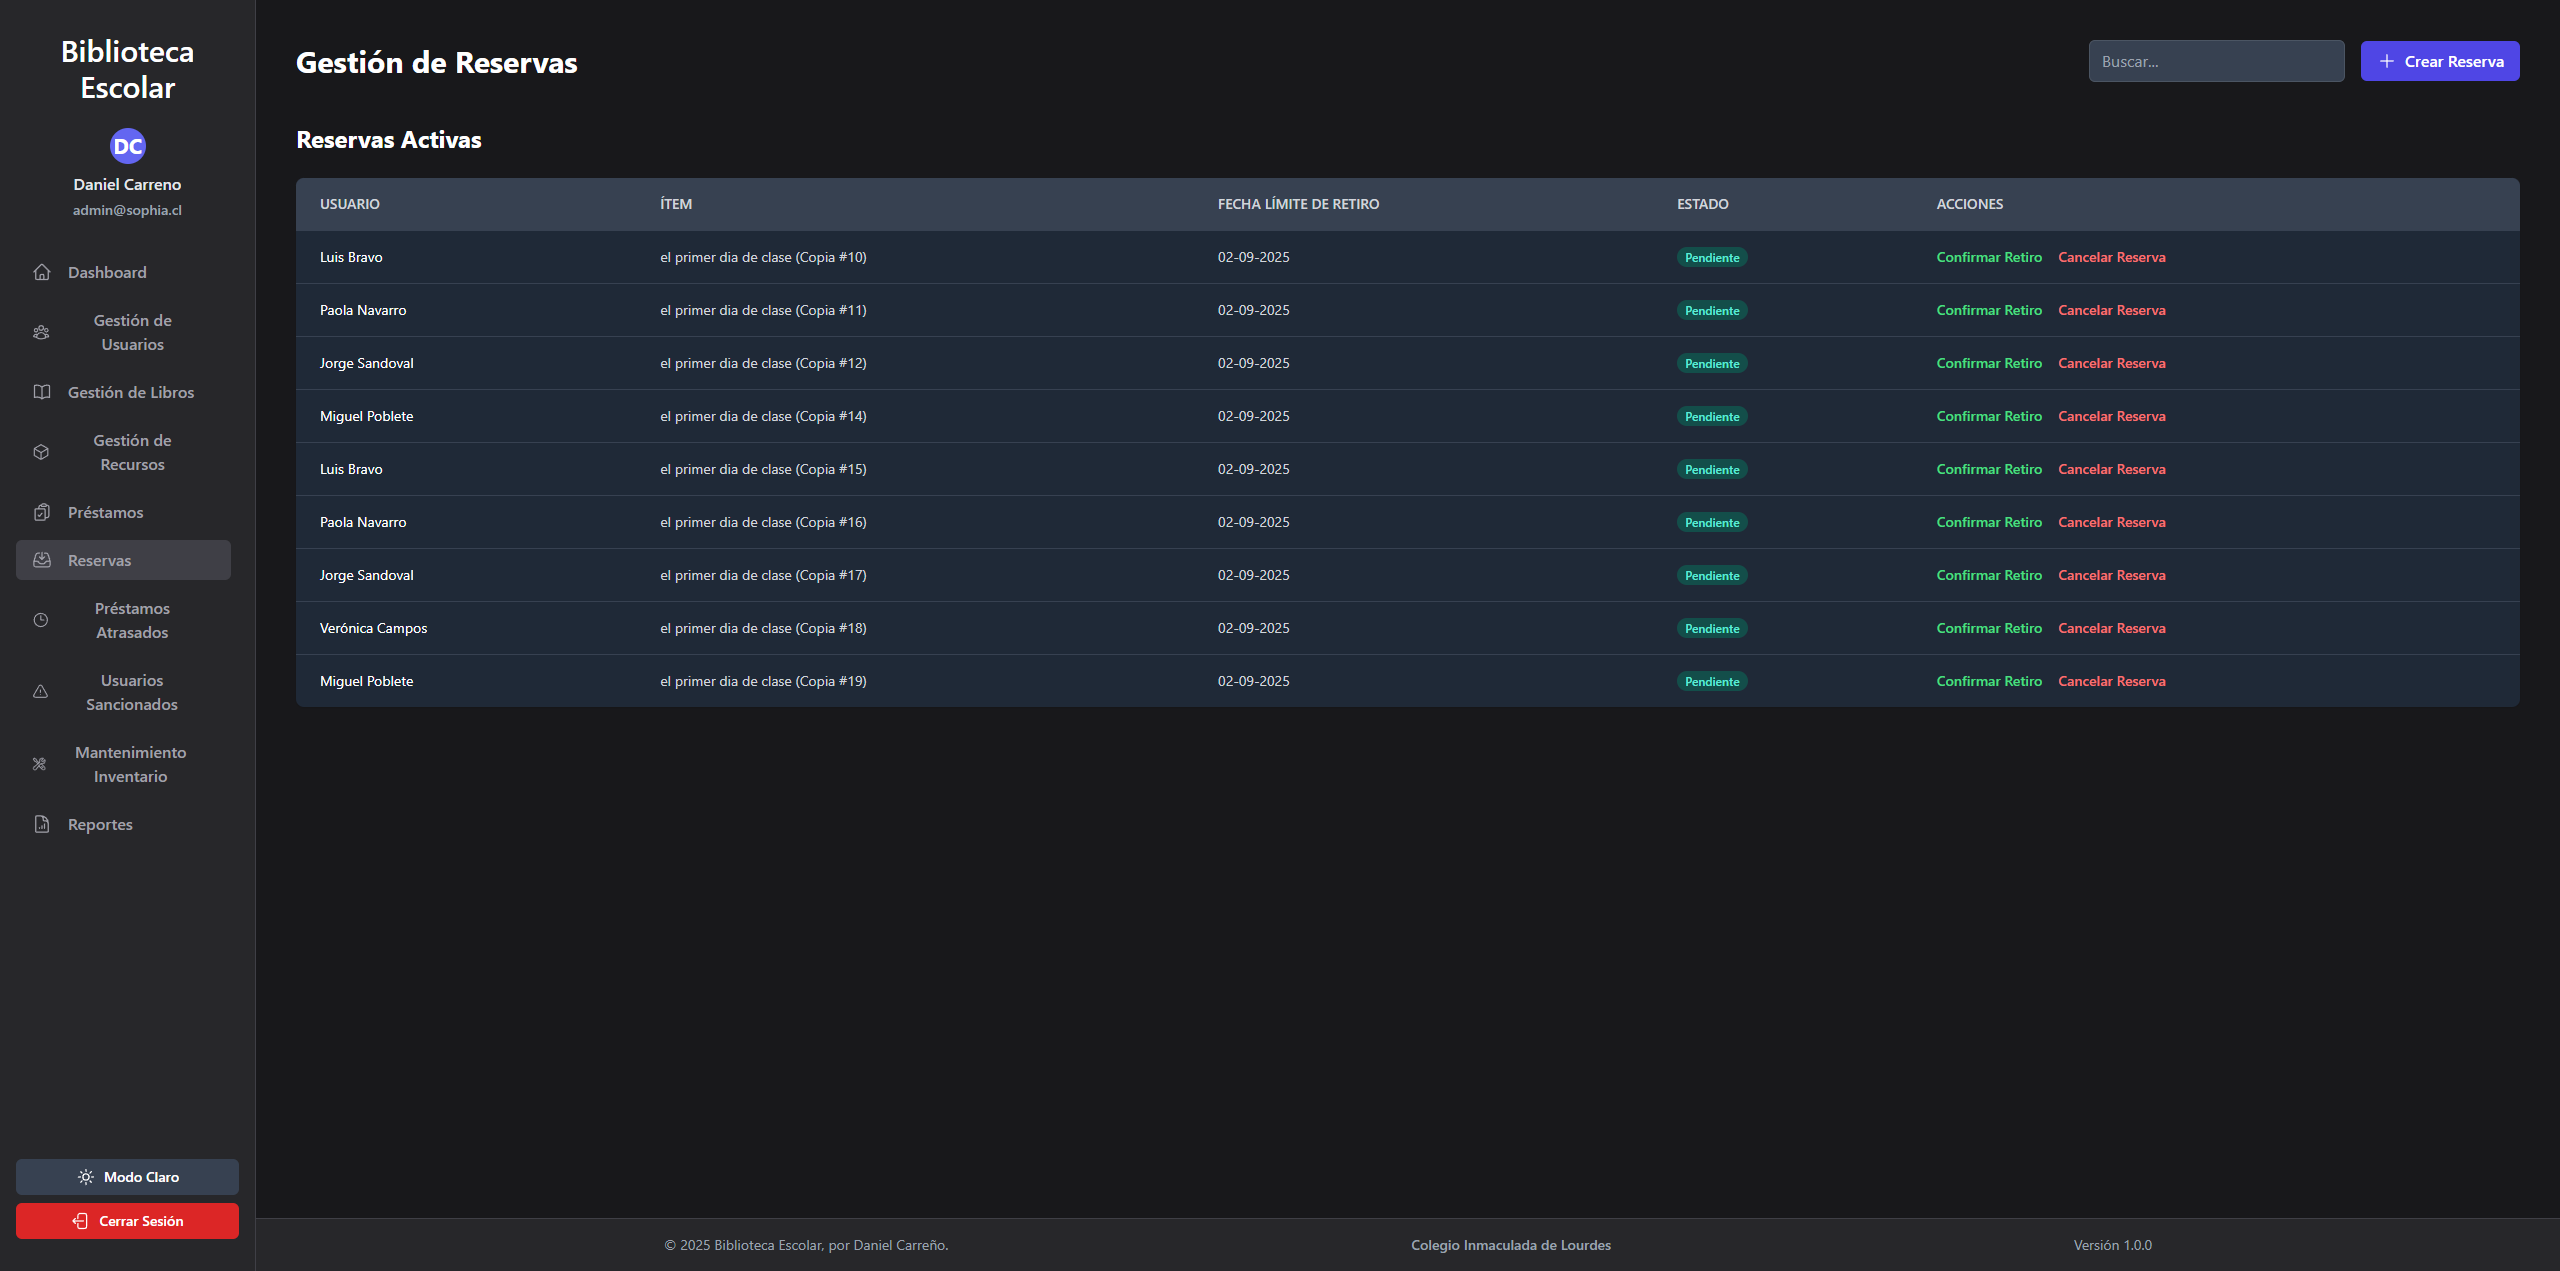 Biblioteca
Escolar
DC
Daniel Carreno
admin@sophia.cl
Dashboard
Gestión de
Usuarios
Gestión de Libros
Gestión de
Recursos
Préstamos
Reservas
Préstamos
Atrasados
Usuarios
Sancionados
Mantenimiento
Inventario
Reportes
Modo Claro
Cerrar Sesión
Gestión de Reservas
Buscar...
Crear Reserva
Reservas Activas
USUARIO ÍTEM FECHA LÍMITE DE RETIRO ESTADO ACCIONES
Luis Bravo el primer dia de clase (Copia #10) 02-09-2025 Pendiente Confirmar Retiro Cancelar Reserva
Paola Navarro el primer dia de clase (Copia #11) 02-09-2025 Pendiente Confirmar Retiro Cancelar Reserva
Jorge Sandoval el primer dia de clase (Copia #12) 02-09-2025 Pendiente Confirmar Retiro Cancelar Reserva
Miguel Poblete el primer dia de clase (Copia #14) 02-09-2025 Pendiente Confirmar Retiro Cancelar Reserva
Luis Bravo el primer dia de clase (Copia #15) 02-09-2025 Pendiente Confirmar Retiro Cancelar Reserva
Paola Navarro el primer dia de clase (Copia #16) 02-09-2025 Pendiente Confirmar Retiro Cancelar Reserva
Jorge Sandoval el primer dia de clase (Copia #17) 02-09-2025 Pendiente Confirmar Retiro Cancelar Reserva
Verónica Campos el primer dia de clase (Copia #18) 02-09-2025 Pendiente Confirmar Retiro Cancelar Reserva
Miguel Poblete el primer dia de clase (Copia #19) 02-09-2025 Pendiente Confirmar Retiro Cancelar Reserva
© 2025 Biblioteca Escolar, por Daniel Carreño. Colegio Inmaculada de Lourdes Versión 1.0.0